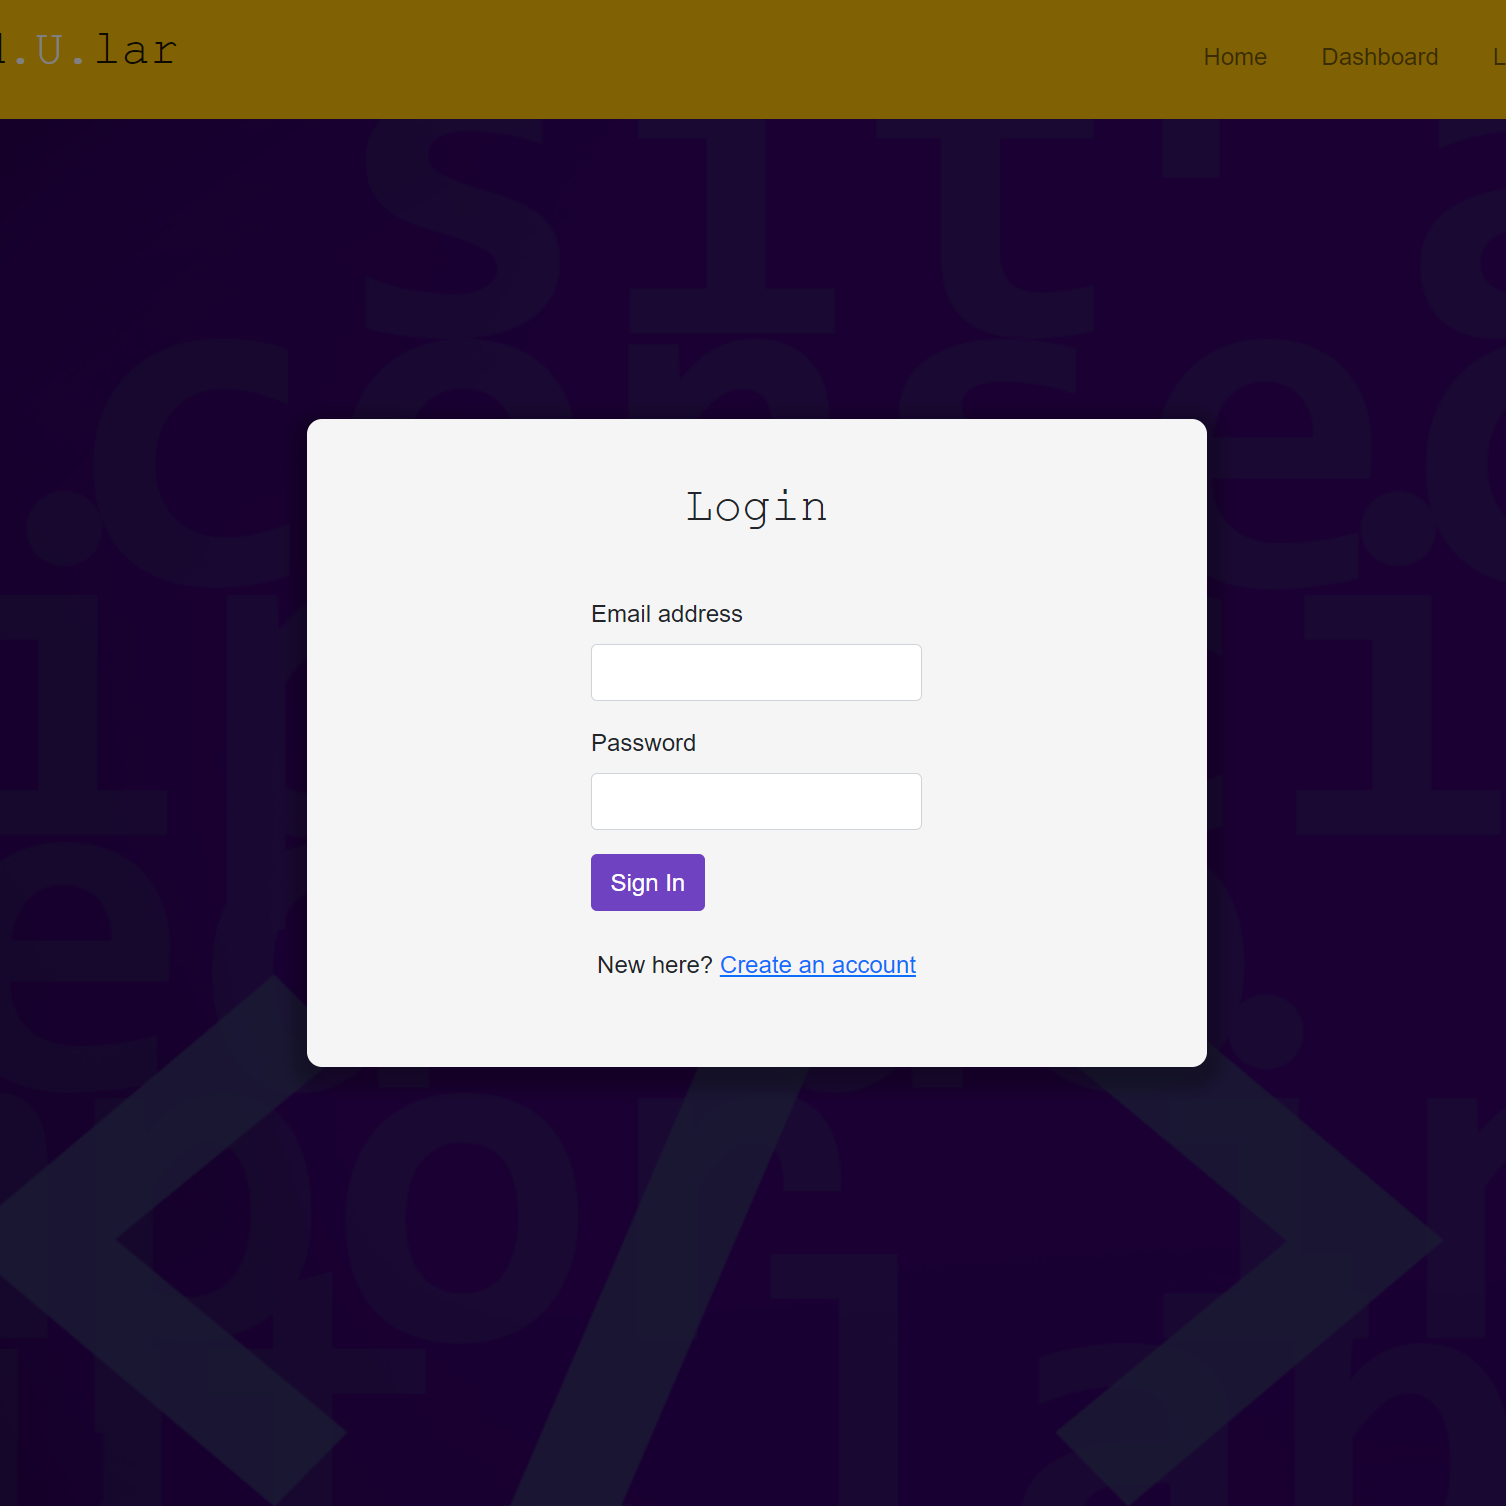 .U.lar
Home Dashboard
Login
Email address
Password
Sign In
New here? Create an account